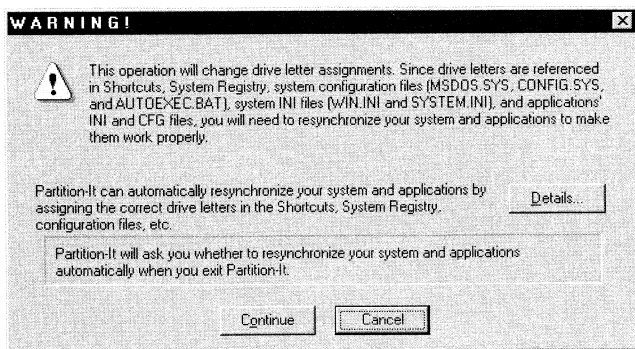 WARNING!
This operation will change drive letter assignments. Since drive letters are referenced
in Shortcuts, System Registry, system configuration files (MSDOS.SYS, CONFIG.SYS,
and AUTOEXEC.BAT), system INI files (WIN.INI and SYSTEM.INI), and applications'
INI and CFG files, you will need to resynchronize your system and applications to make
them work properly.
Partition-It can automatically resynchronize your system and applications by
assigning the correct drive letters in the Shortcuts, System Registry,
configuration files, etc.
Details...
Partition-It will ask you whether to resynchronize your system and applications
automatically when you exit Partition-It.
Continue
Cancel